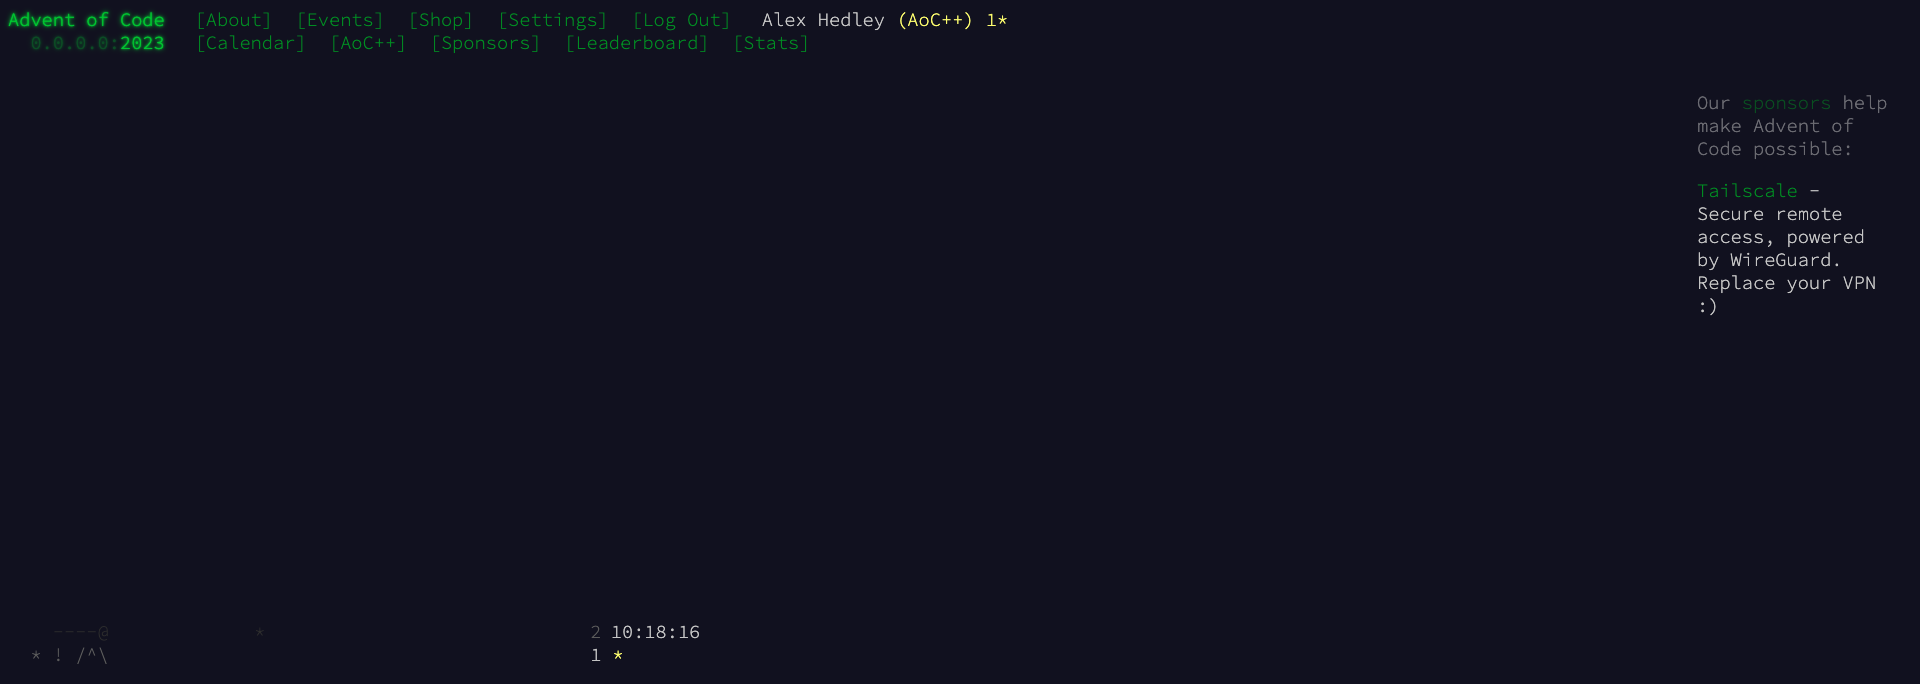 Advent of Code [About] [Events] [Shop] [Settings] [Log Out] Alex Hedley (AoC++) 1*
0.0.0.0:2023 [Calendar] [AoC++] [Sponsors] [Leaderboard] [Stats]
Our sponsors help
make Advent of
Code possible:
Tailscale -
Secure remote
access, powered
by WireGuard.
Replace your VPN
:)
----@ * 2 10:18:16
* ! /^\ 1 *